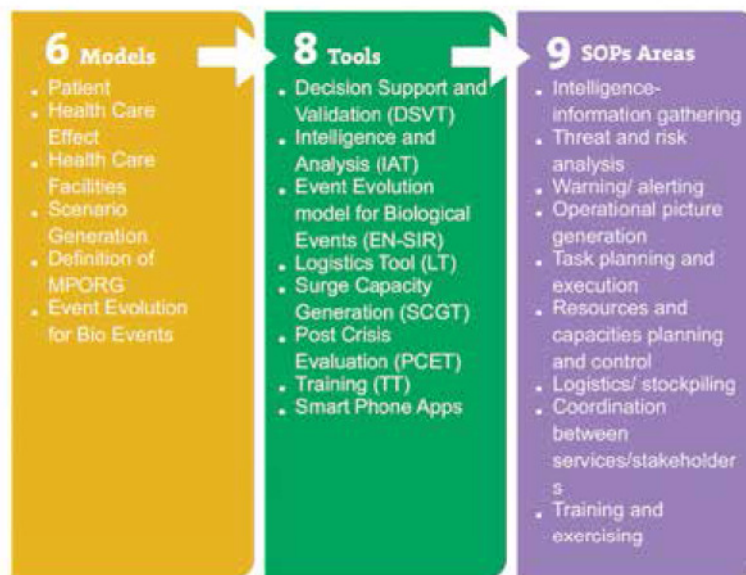 6 Models
• Patient
• Health Care
Effect
• Health Care
Facilities
• Scenario
Generation
• Definition of
MPORG
• Event Evolution
for Bio Events
8 Tools
• Decision Support and
Validation (DSVT)
• Intelligence and
Analysis (IAT)
• Event Evolution
model for Biological
Events (EN-SIR)
• Logistics Tool (LT)
• Surge Capacity
Generation (SCGT)
• Post Crisis
Evaluation (PCET)
• Training (TT)
• Smart Phone Apps
9 SOPs Areas
• Intelligence-
information gathering
• Threat and risk
analysis
• Warning/ alerting
• Operational picture
generation
• Task planning and
execution
• Resources and
capacities planning
and control
• Logistics/ stockpiling
• Coordination
between
services/stakeholder
s
• Training and
exercising